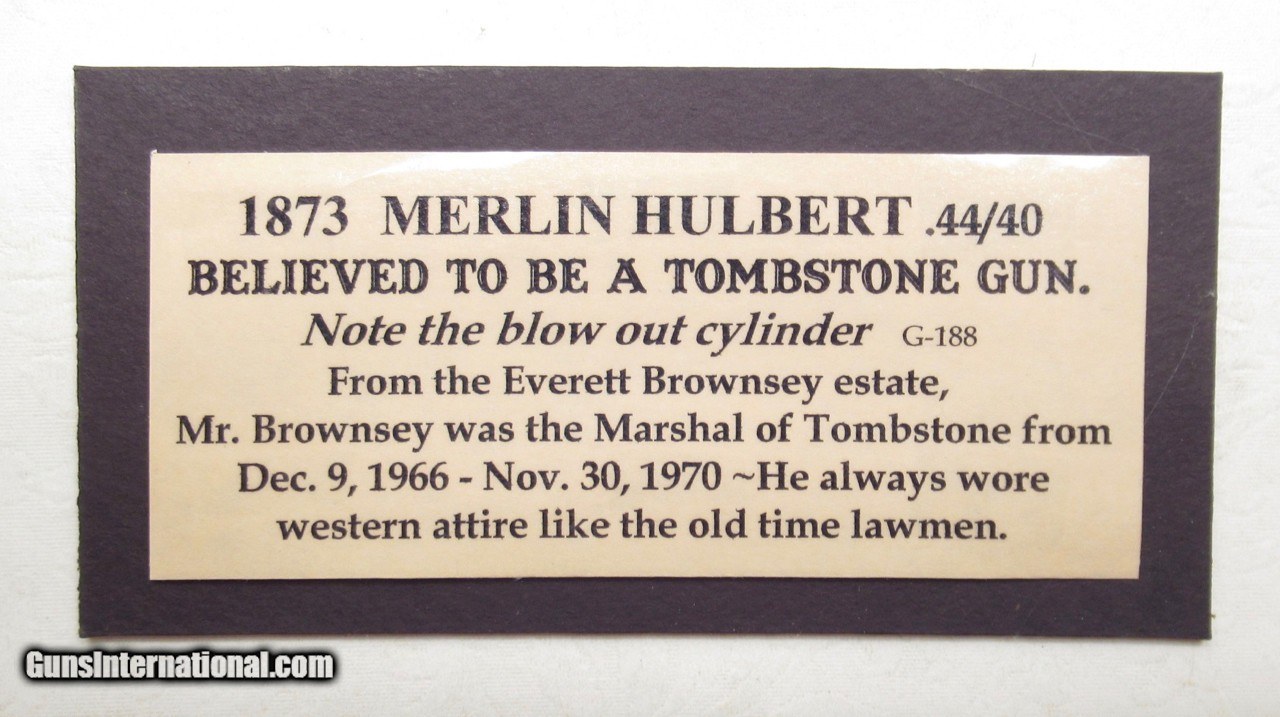 1873 MERLIN HULBERT .44/40
BELIEVED TO BE A TOMBSTONE GUN.
Note the blow out cylinder G-188
From the Everett Brownsey estate,
Mr. Brownsey was the Marshal of Tombstone from
Dec. 9, 1966 - Nov. 30, 1970 ~He always wore
western attire like the old time lawmen.
GunsInternational.com